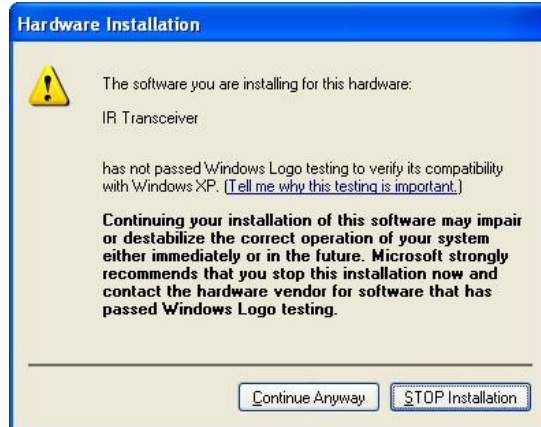 Hardware Installation
The software you are installing for this hardware:
IR Transceiver
has not passed Windows Logo testing to verify its compatibility
with Windows XP. (Tell me why this testing is important.)
Continuing your installation of this software may impair
or destabilize the correct operation of your system
either immediately or in the future. Microsoft strongly
recommends that you stop this installation now and
contact the hardware vendor for software that has
passed Windows Logo testing.
Continue Anyway
STOP Installation